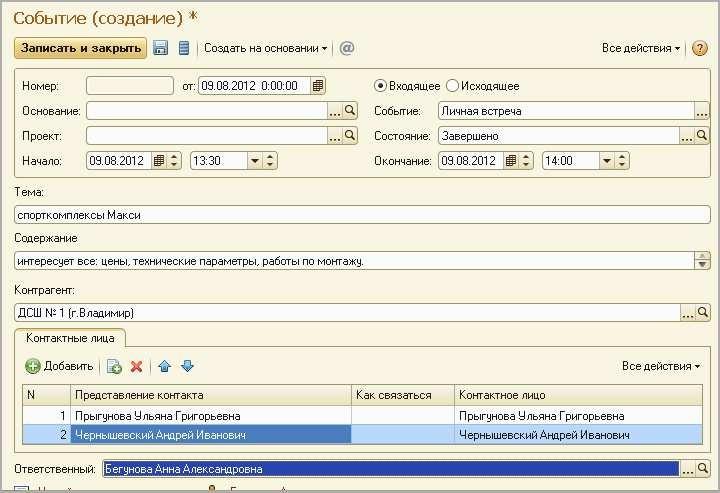 Событие (создание) *
Записать и закрыть Создать на основании @ Все действия ?
Номер: от: 09.08.2012 0:00:00 Входящее Исходящее
Основание: ... Событие: Личная встреча ...
Проект: ... Состояние: Завершено ...
Начало: 09.08.2012 13:30 Окончание: 09.08.2012 14:00
Тема:
спорткомплексы Макси
Содержание
интересует все: цены, технические параметры, работы по монтажу.
Контрагент:
ДСШ № 1 (г.Владимир) ...
Контактные лица
Добавить Все действия
N Представление контакта Как связаться Контактное лицо
1 Прыгунова Ульяна Григорьевна Прыгунова Ульяна Григорьевна
2 Чернышевский Андрей Иванович Чернышевский Андрей Иванович
Ответственный: Бегунова Анна Александровна ...